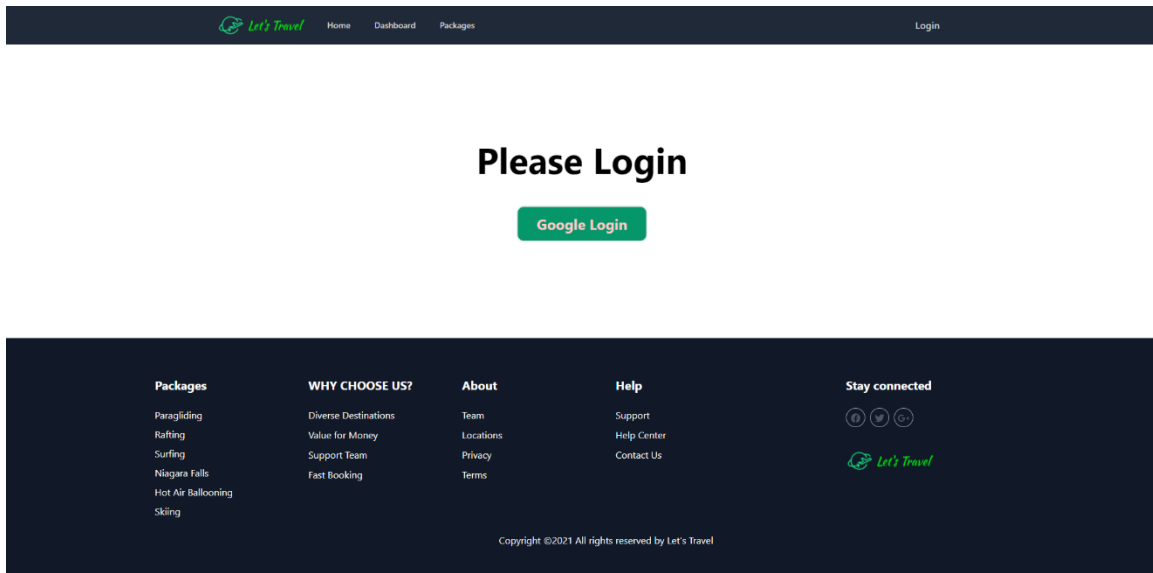 Let's Travel Home Dashboard Packages Login
Please Login
Google Login
Packages
Paragliding
Rafting
Surfing
Niagara Falls
Hot Air Ballooning
Skiing
WHY CHOOSE US?
Diverse Destinations
Value for Money
Support Team
Fast Booking
About
Team
Locations
Privacy
Terms
Help
Support
Help Center
Contact Us
Stay connected
G+
Let's Travel
Copyright ©2021 All rights reserved by Let's Travel